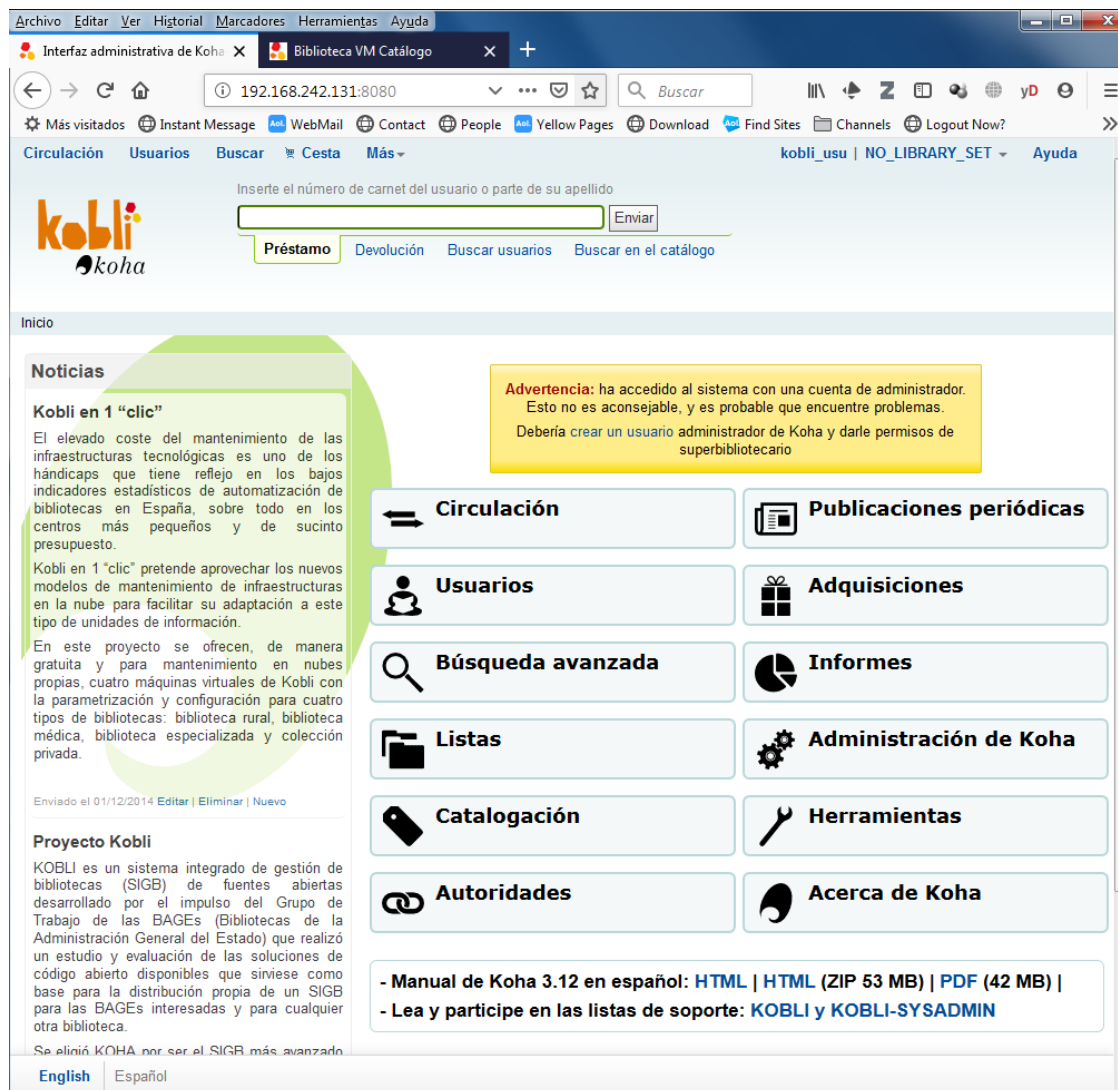 Archivo Editar Ver Historial Marcadores Herramientas Ayuda
Interfaz administrativa de Koha
Biblioteca VM Catálogo
192.168.242.131:8080
Buscar
yD
Más visitados Instant Message Aol. WebMail Contact People Aol. Yellow Pages Download Find Sites Channels Logout Now?
Circulación Usuarios Buscar Cesta Más
kobli_usu | NO_LIBRARY_SET Ayuda
kobli
koha
Inserte el número de carnet del usuario o parte de su apellido
Enviar
Préstamo Devolución Buscar usuarios Buscar en el catálogo
Inicio
Noticias
Kobli en 1 “clic”
El elevado coste del mantenimiento de las
infraestructuras tecnológicas es uno de los
hándicaps que tiene reflejo en los bajos
indicadores estadísticos de automatización de
bibliotecas en España, sobre todo en los
centros más pequeños y de sucinto
presupuesto.
Kobli en 1 “clic” pretende aprovechar los nuevos
modelos de mantenimiento de infraestructuras
en la nube para facilitar su adaptación a este
tipo de unidades de información.
En este proyecto se ofrecen, de manera
gratuita y para mantenimiento en nubes
propias, cuatro máquinas virtuales de Kobli con
la parametrización y configuración para cuatro
tipos de bibliotecas: biblioteca rural, biblioteca
médica, biblioteca especializada y colección
privada.
Enviado el 01/12/2014 Editar | Eliminar | Nuevo
Proyecto Kobli
KOBLI es un sistema integrado de gestión de
bibliotecas (SIGB) de fuentes abiertas
desarrollado por el impulso del Grupo de
Trabajo de las BAGEs (Bibliotecas de la
Administración General del Estado) que realizó
un estudio y evaluación de las soluciones de
código abierto disponibles que sirviese como
base para la distribución propia de un SIGB
para las BAGEs interesadas y para cualquier
otra biblioteca.
Se eligió KOHA por ser el SIGB más avanzado
Advertencia: ha accedido al sistema con una cuenta de administrador.
Esto no es aconsejable, y es probable que encuentre problemas.
Debería crear un usuario administrador de Koha y darle permisos de
superbibliotecario
Circulación
Publicaciones periódicas
Usuarios
Adquisiciones
Búsqueda avanzada
Informes
Listas
Administración de Koha
Catalogación
Herramientas
Autoridades
Acerca de Koha
- Manual de Koha 3.12 en español: HTML | HTML (ZIP 53 MB) | PDF (42 MB) |
- Lea y participe en las listas de soporte: KOBLI y KOBLI-SYSADMIN
English Español